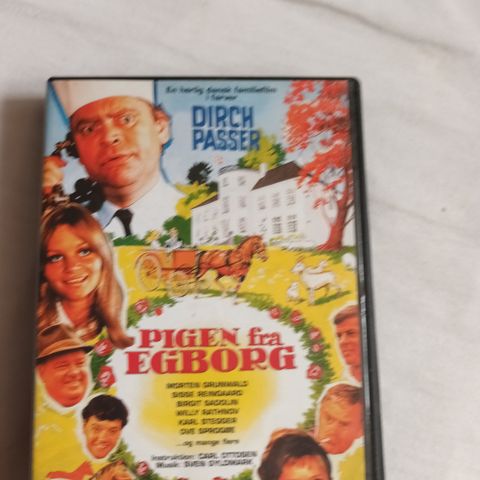 En herlig dansk familiefilm
i farver
DIRCH
PASSER
PIGEN fra
EGBORG
MORTEN GRUNWALD
SISSE REINGAARD
BIRGIT SADOLIN
WILLY RATHNOV
KARL STEGGER
OVE SPROGØE
...og mange flere
Instruktion: CARL OTTOSEN
Musik: SVEN GYLDMARK